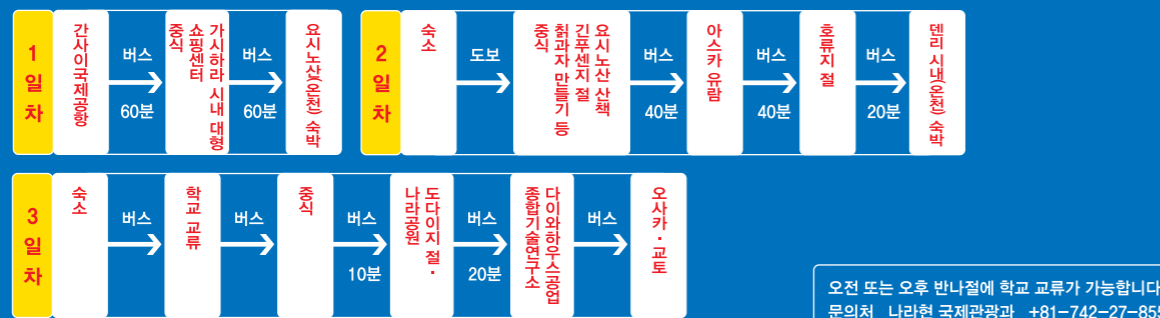 1일차
간사이국제공항
버스
60분
가시하라 시내 대형
쇼핑센터
중식
버스
60분
요시노산(온천) 숙박
2일차
숙소
도보
요시노산 산책
긴푸센지 절
칡과자 만들기 등
중식
버스
40분
아스카 유람
버스
40분
호류지 절
버스
20분
덴리 시내(온천) 숙박
3일차
숙소
버스
학교 교류
버스
중식
버스
10분
도다이지 절·
나라공원
버스
20분
다이와하우스공업
종합기술연구소
버스
오사카·교토
오전 또는 오후 반나절에 학교 교류가 가능합니다
문의처 나라현 국제관광과 +81-742-27-855